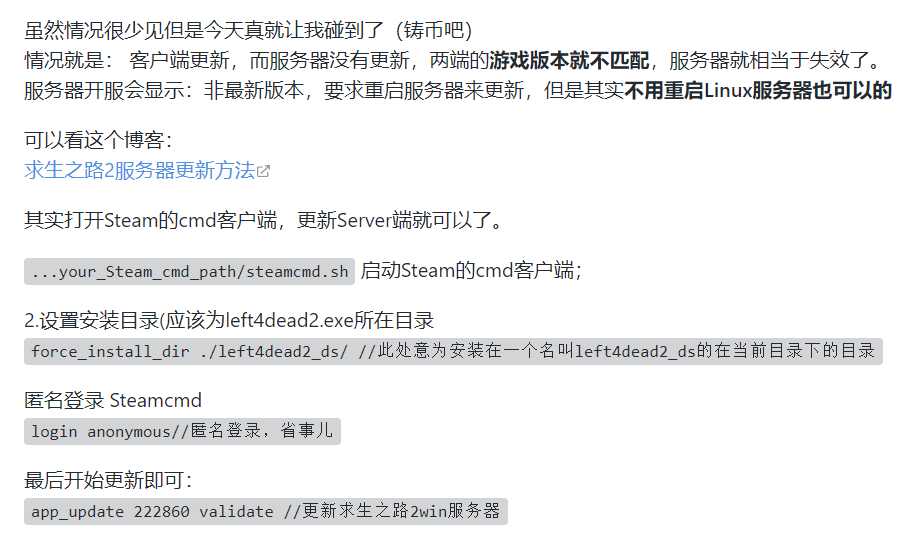 虽然情况很少见但是今天真就让我碰到了（铸币吧）
情况就是： 客户端更新，而服务器没有更新，两端的游戏版本就不匹配，服务器就相当于失效了。
服务器开服会显示：非最新版本，要求重启服务器来更新，但是其实不用重启Linux服务器也可以的
可以看这个博客：
求生之路2服务器更新方法
其实打开Steam的cmd客户端，更新Server端就可以了。
...your_Steam_cmd_path/steamcmd.sh 启动Steam的cmd客户端；
2.设置安装目录(应该为left4dead2.exe所在目录
force_install_dir ./left4dead2_ds/ //此处意为安装在一个名叫left4dead2_ds的在当前目录下的目录
匿名登录 Steamcmd
login anonymous//匿名登录，省事儿
最后开始更新即可：
app_update 222860 validate //更新求生之路2win服务器